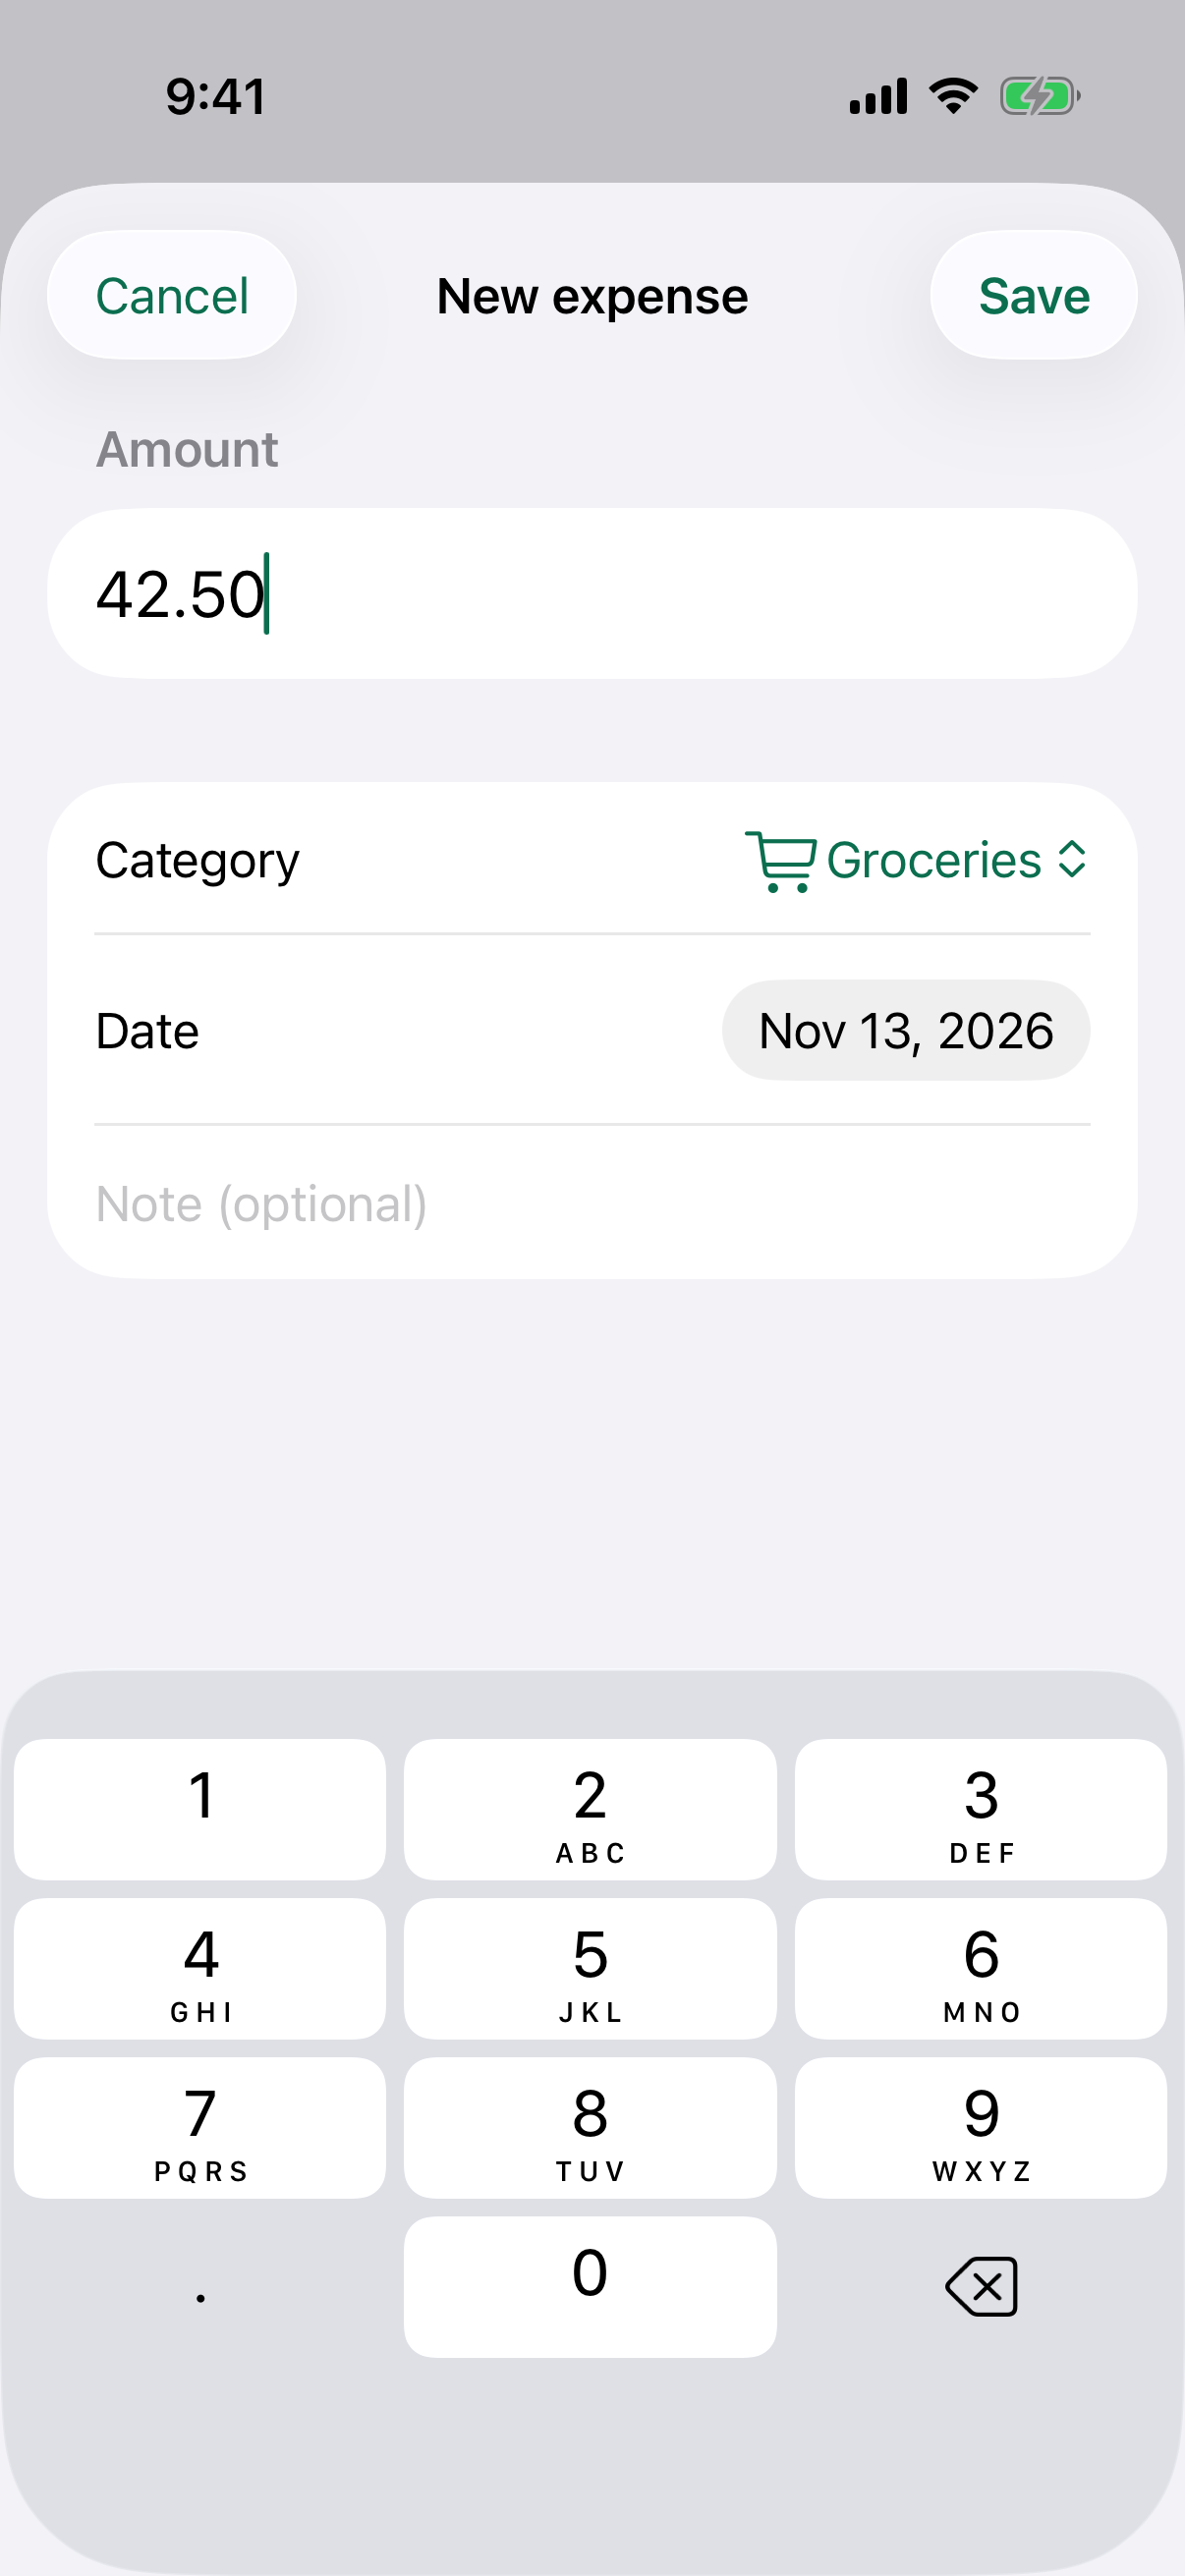 9:41
Cancel New expense Save
Amount
42.50
Category Groceries
Date Nov 13, 2026
Note (optional)
1 2 3
ABC DEF
4 5 6
GHI JKL MNO
7 8 9
PQRS TUV WXYZ
. 0